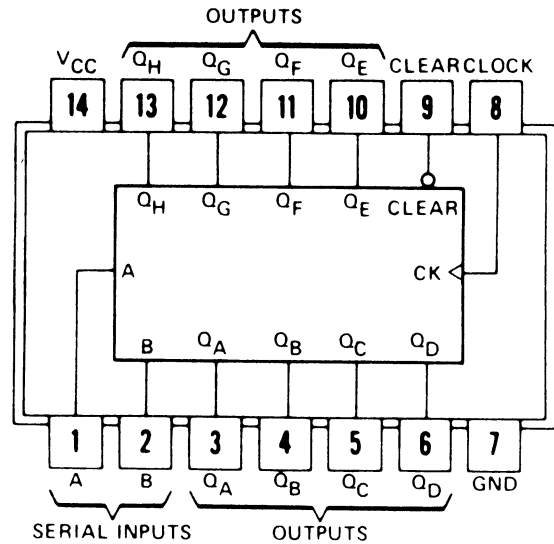 OUTPUTS
VCC QH QG QF QE CLEAR CLOCK
14 13 12 11 10 9 8
QH QG QF QE CLEAR
A CK
B QA QB QC QD
1 2 3 4 5 6 7
A B QA QB QC QD GND
SERIAL INPUTS OUTPUTS